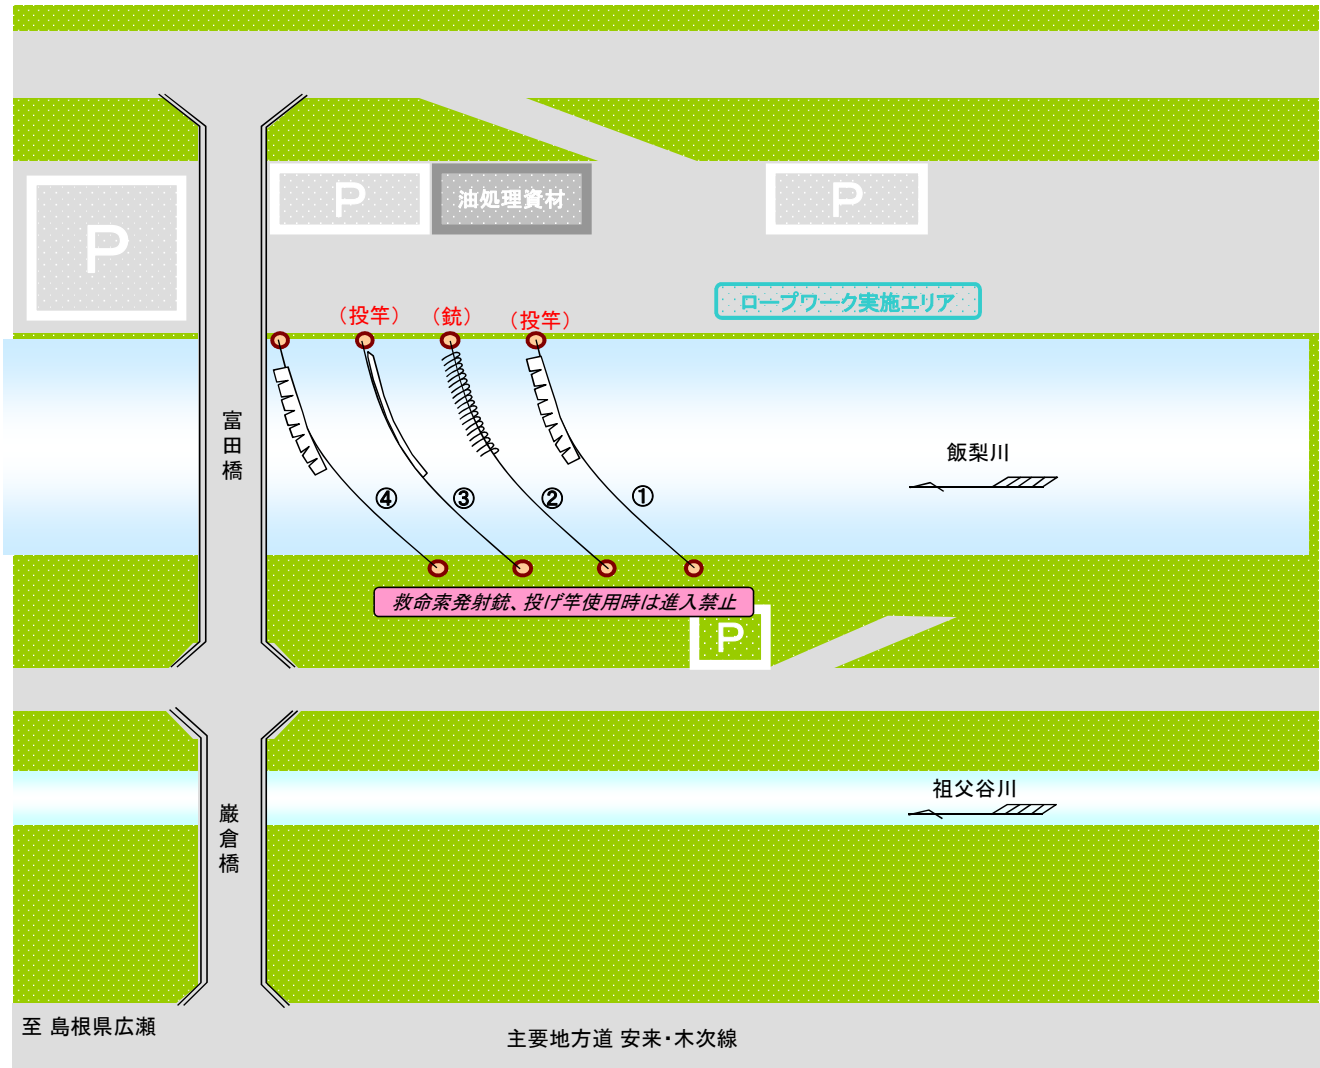 P
油処理資材
P
P
ロープワーク実施エリア
（投竿）
（銃）
（投竿）
富田橋
飯梨川
④
③
②
①
救命索発射銃、投げ竿使用時は進入禁止
P
祖父谷川
巌倉橋
至 島根県広瀬
主要地方道 安来・木次線